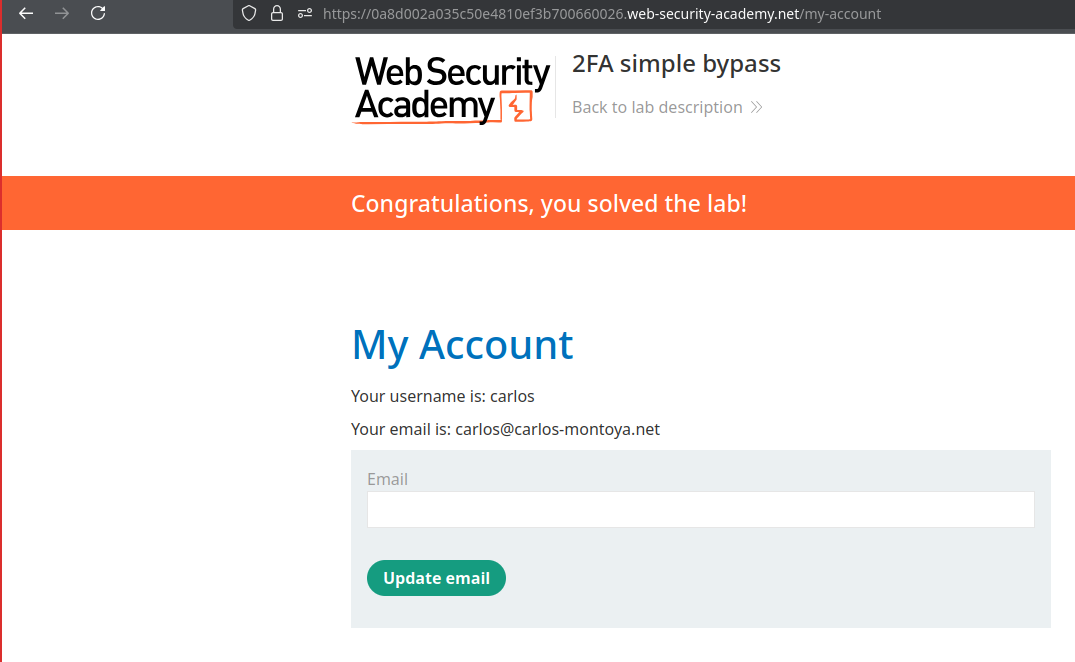 https://0a8d002a035c50e4810ef3b700660026.web-security-academy.net/my-account
Web Security
Academy
2FA simple bypass
Back to lab description
Congratulations, you solved the lab!
My Account
Your username is: carlos
Your email is: carlos@carlos-montoya.net
Email
Update email